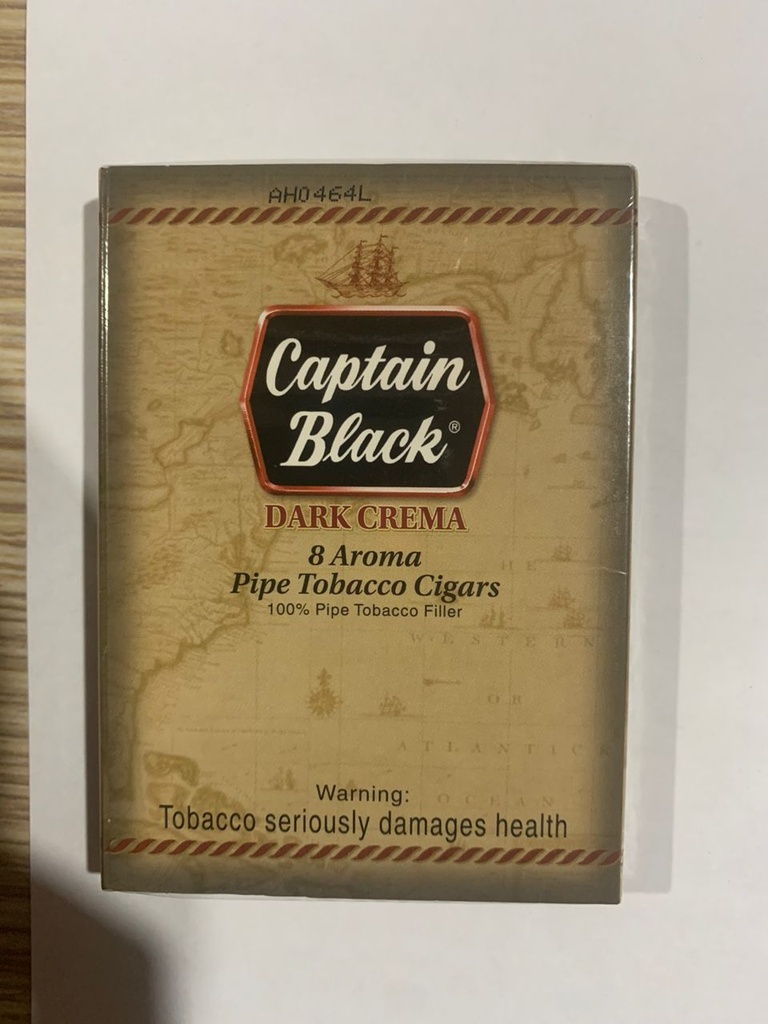 AH0464L
Captain
Black®
DARK CREMA
8 Aroma
Pipe Tobacco Cigars
100% Pipe Tobacco Filler
HE
WESTERN
OR
ATLANTICK
OCEAN
Warning:
Tobacco seriously damages health